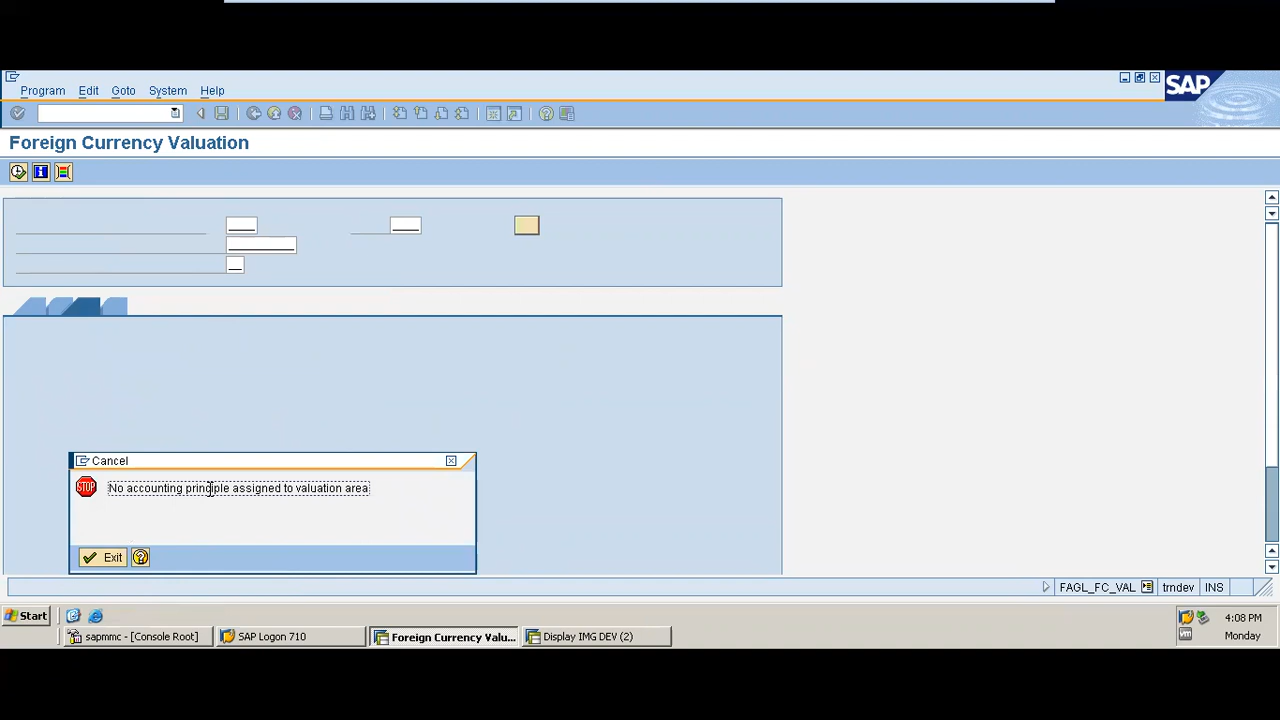 Program Edit Goto System Help
SAP
Foreign Currency Valuation
Cancel
STOP No accounting principle assigned to valuation area
Exit
FAGL_FC_VAL trndev INS
Start
4:08 PM
sapmmc - [Console Root] SAP Logon 710 Foreign Currency Valu... Display IMG DEV (2)
Monday